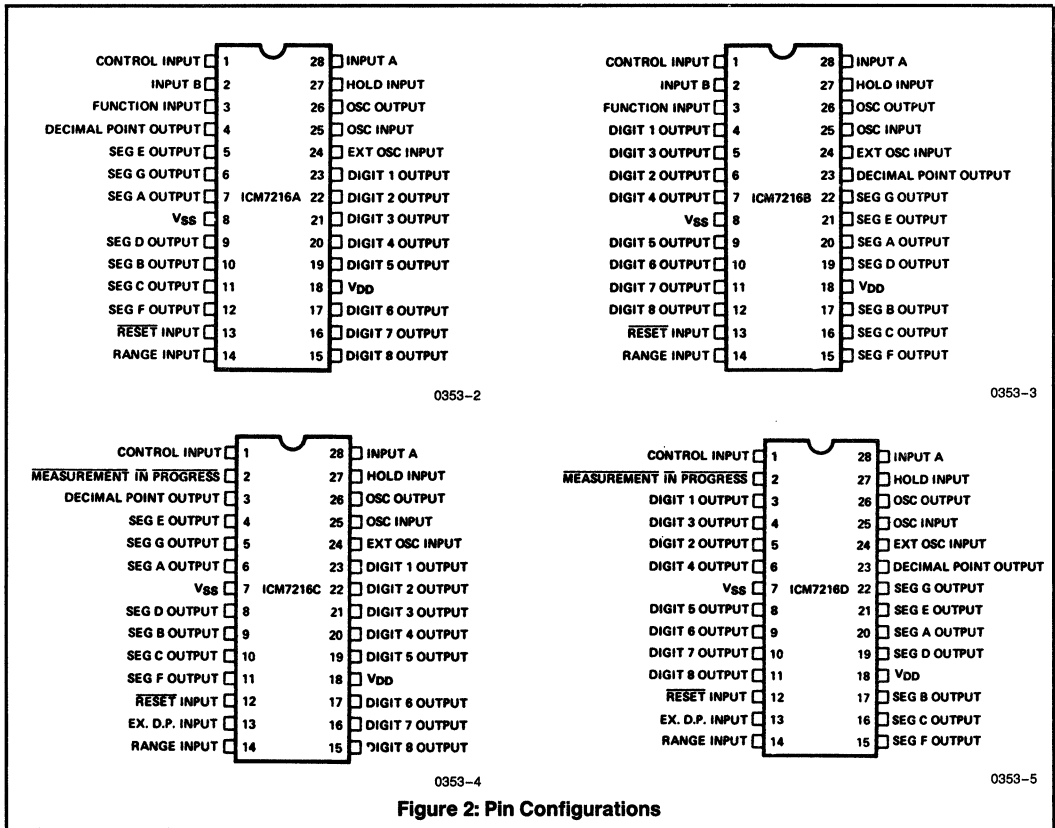 CONTROL INPUT 1 28 INPUT A
INPUT B 2 27 HOLD INPUT
FUNCTION INPUT 3 26 OSC OUTPUT
DECIMAL POINT OUTPUT 4 25 OSC INPUT
SEG E OUTPUT 5 24 EXT OSC INPUT
SEG G OUTPUT 6 23 DIGIT 1 OUTPUT
SEG A OUTPUT 7 ICM7216A 22 DIGIT 2 OUTPUT
VSS 8 21 DIGIT 3 OUTPUT
SEG D OUTPUT 9 20 DIGIT 4 OUTPUT
SEG B OUTPUT 10 19 DIGIT 5 OUTPUT
SEG C OUTPUT 11 18 VDD
SEG F OUTPUT 12 17 DIGIT 6 OUTPUT
RESET INPUT 13 16 DIGIT 7 OUTPUT
RANGE INPUT 14 15 DIGIT 8 OUTPUT
0353-2
CONTROL INPUT 1 28 INPUT A
INPUT B 2 27 HOLD INPUT
FUNCTION INPUT 3 26 OSC OUTPUT
DIGIT 1 OUTPUT 4 25 OSC INPUT
DIGIT 3 OUTPUT 5 24 EXT OSC INPUT
DIGIT 2 OUTPUT 6 23 DECIMAL POINT OUTPUT
DIGIT 4 OUTPUT 7 ICM7216B 22 SEG G OUTPUT
VSS 8 21 SEG E OUTPUT
DIGIT 5 OUTPUT 9 20 SEG A OUTPUT
DIGIT 6 OUTPUT 10 19 SEG D OUTPUT
DIGIT 7 OUTPUT 11 18 VDD
DIGIT 8 OUTPUT 12 17 SEG B OUTPUT
RESET INPUT 13 16 SEG C OUTPUT
RANGE INPUT 14 15 SEG F OUTPUT
0353-3
CONTROL INPUT 1 28 INPUT A
MEASUREMENT IN PROGRESS 2 27 HOLD INPUT
DECIMAL POINT OUTPUT 3 26 OSC OUTPUT
SEG E OUTPUT 4 25 OSC INPUT
SEG G OUTPUT 5 24 EXT OSC INPUT
SEG A OUTPUT 6 23 DIGIT 1 OUTPUT
VSS 7 ICM7216C 22 DIGIT 2 OUTPUT
SEG D OUTPUT 8 21 DIGIT 3 OUTPUT
SEG B OUTPUT 9 20 DIGIT 4 OUTPUT
SEG C OUTPUT 10 19 DIGIT 5 OUTPUT
SEG F OUTPUT 11 18 VDD
RESET INPUT 12 17 DIGIT 6 OUTPUT
EX. D.P. INPUT 13 16 DIGIT 7 OUTPUT
RANGE INPUT 14 15 DIGIT 8 OUTPUT
0353-4
CONTROL INPUT 1 28 INPUT A
MEASUREMENT IN PROGRESS 2 27 HOLD INPUT
DIGIT 1 OUTPUT 3 26 OSC OUTPUT
DIGIT 3 OUTPUT 4 25 OSC INPUT
DIGIT 2 OUTPUT 5 24 EXT OSC INPUT
DIGIT 4 OUTPUT 6 23 DECIMAL POINT OUTPUT
VSS 7 ICM7216D 22 SEG G OUTPUT
DIGIT 5 OUTPUT 8 21 SEG E OUTPUT
DIGIT 6 OUTPUT 9 20 SEG A OUTPUT
DIGIT 7 OUTPUT 10 19 SEG D OUTPUT
DIGIT 8 OUTPUT 11 18 VDD
RESET INPUT 12 17 SEG B OUTPUT
EX. D.P. INPUT 13 16 SEG C OUTPUT
RANGE INPUT 14 15 SEG F OUTPUT
0353-5
Figure 2: Pin Configurations